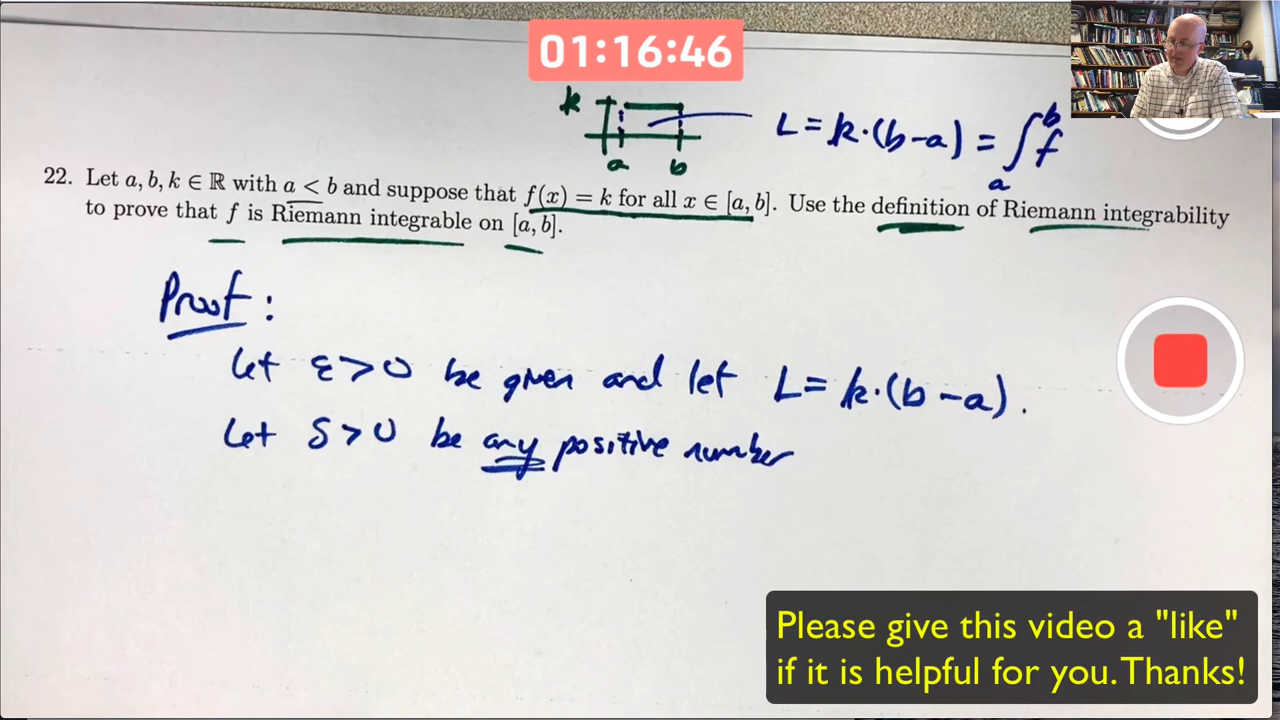 01:16:46
k
a b
L = k·(b-a) = ∫_a^b f
22. Let a, b, k ∈ ℝ with a < b and suppose that f(x) = k for all x ∈ [a, b]. Use the definition of Riemann integrability
to prove that f is Riemann integrable on [a, b].
Proof:
Let ε>0 be given and let L = k·(b-a).
Let δ>0 be any positive number
Please give this video a "like"
if it is helpful for you. Thanks!